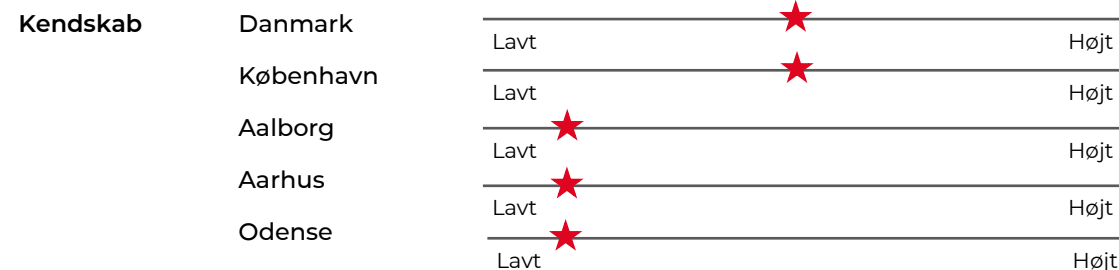 Kendskab Danmark
Lavt Højt
København
Lavt Højt
Aalborg
Lavt Højt
Aarhus
Lavt Højt
Odense
Lavt Højt